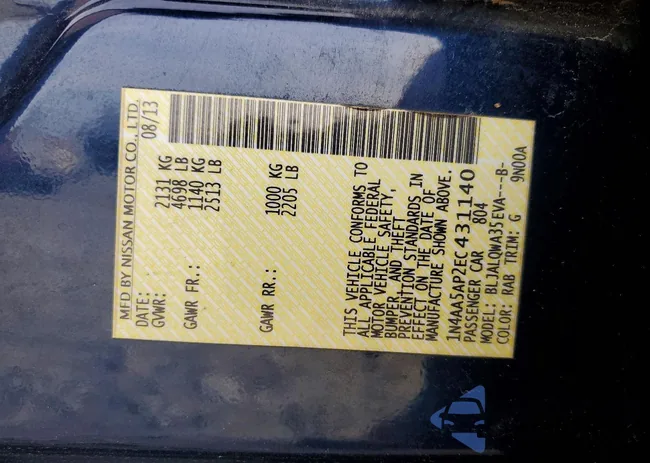 MFD BY NISSAN MOTOR CO., LTD.
DATE: 08/13
GVWR: 2131 KG
4698 LB
GAWR FR.: 1140 KG
2513 LB
GAWR RR.: 1000 KG
2205 LB
THIS VEHICLE CONFORMS TO
ALL APPLICABLE FEDERAL
MOTOR VEHICLE SAFETY,
BUMPER, AND THEFT
PREVENTION STANDARDS IN
EFFECT ON THE DATE OF
MANUFACTURE SHOWN ABOVE.
1N4AA5AP2EC431140
PASSENGER CAR 804
MODEL: BLJALQWA35EVA---B-
COLOR: RAB TRIM: G 9N00A